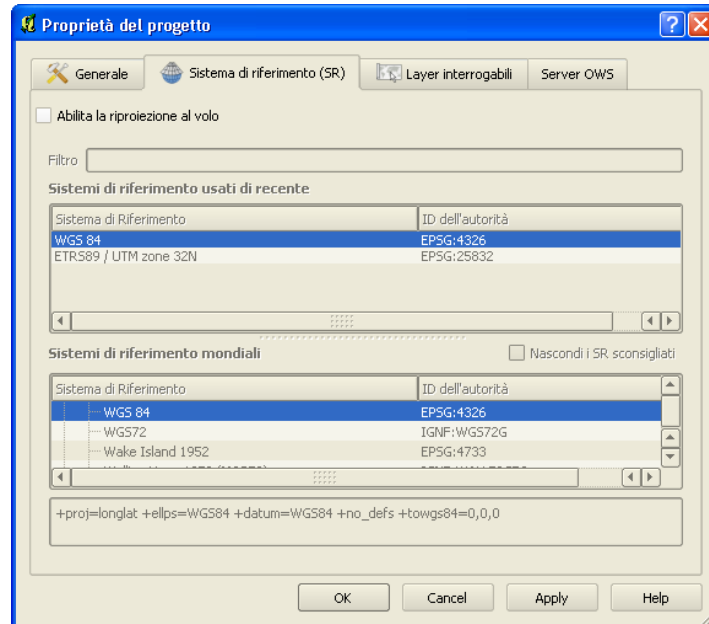 Proprietà del progetto
Generale Sistema di riferimento (SR) Layer interrogabili Server OWS
Abilita la riproiezione al volo
Filtro
Sistemi di riferimento usati di recente
Sistema di Riferimento ID dell'autorità
WGS 84 EPSG:4326
ETRS89 / UTM zone 32N EPSG:25832
Sistemi di riferimento mondiali Nascondi i SR sconsigliati
Sistema di Riferimento ID dell'autorità
WGS 84 EPSG:4326
WGS72 IGNF:WGS72G
Wake Island 1952 EPSG:4733
+proj=longlat +ellps=WGS84 +datum=WGS84 +no_defs +towgs84=0,0,0
OK Cancel Apply Help